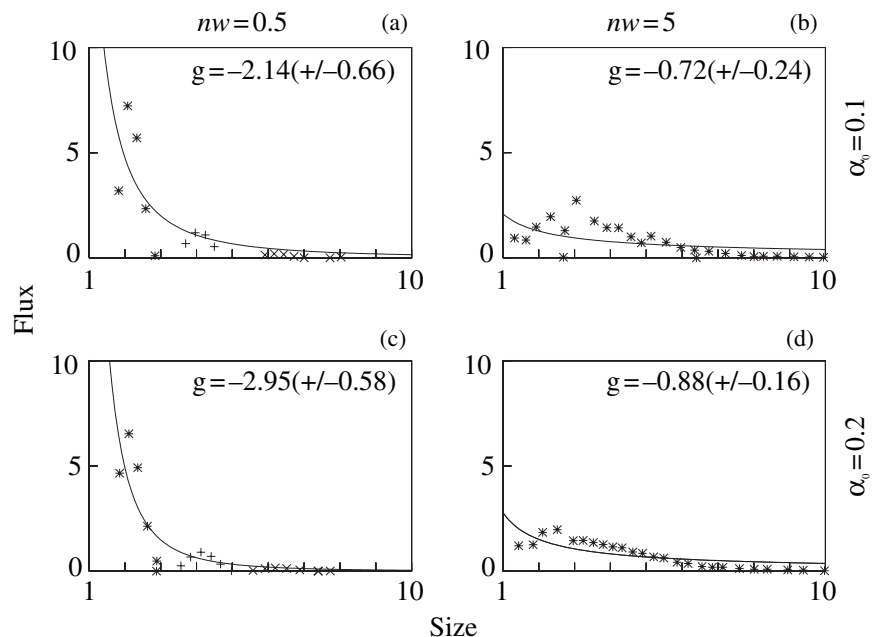 nw=0.5 (a)
nw=5 (b)
10
g=–2.14(+/–0.66)
5
0
1 10
10
g=–0.72(+/–0.24)
5
0
1 10
α₀=0.1
Flux
(c)
(d)
10
g=–2.95(+/–0.58)
5
0
1 10
10
g=–0.88(+/–0.16)
5
0
1 10
α₀=0.2
Size